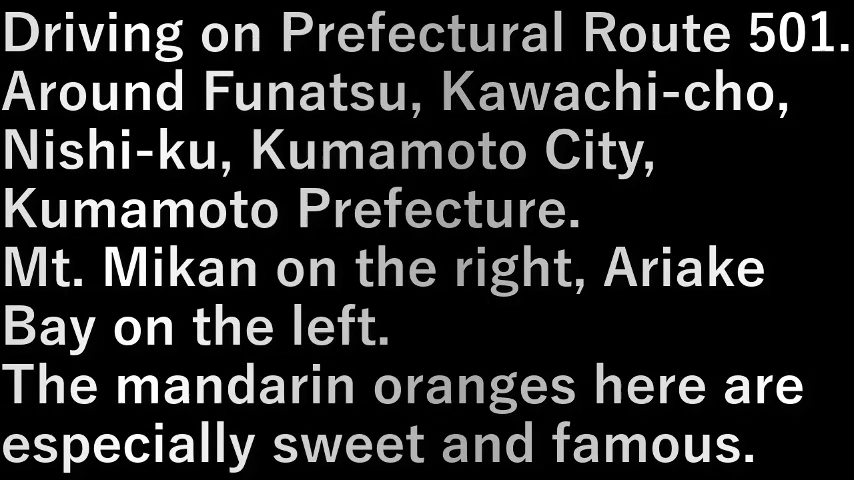 Driving on Prefectural Route 501.
Around Funatsu, Kawachi-cho,
Nishi-ku, Kumamoto City,
Kumamoto Prefecture.
Mt. Mikan on the right, Ariake
Bay on the left.
The mandarin oranges here are
especially sweet and famous.